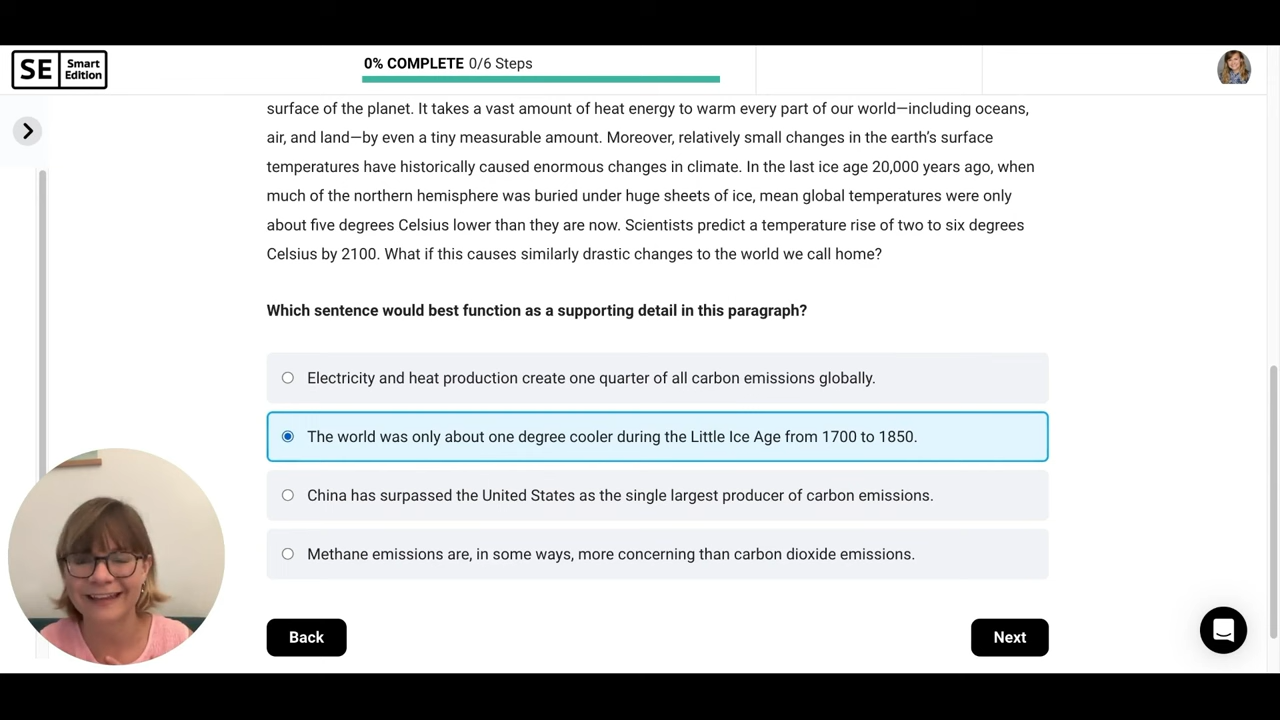 SE Smart Edition
0% COMPLETE 0/6 Steps
surface of the planet. It takes a vast amount of heat energy to warm every part of our world—including oceans,
air, and land—by even a tiny measurable amount. Moreover, relatively small changes in the earth's surface
temperatures have historically caused enormous changes in climate. In the last ice age 20,000 years ago, when
much of the northern hemisphere was buried under huge sheets of ice, mean global temperatures were only
about five degrees Celsius lower than they are now. Scientists predict a temperature rise of two to six degrees
Celsius by 2100. What if this causes similarly drastic changes to the world we call home?
Which sentence would best function as a supporting detail in this paragraph?
Electricity and heat production create one quarter of all carbon emissions globally.
The world was only about one degree cooler during the Little Ice Age from 1700 to 1850.
China has surpassed the United States as the single largest producer of carbon emissions.
Methane emissions are, in some ways, more concerning than carbon dioxide emissions.
Back
Next